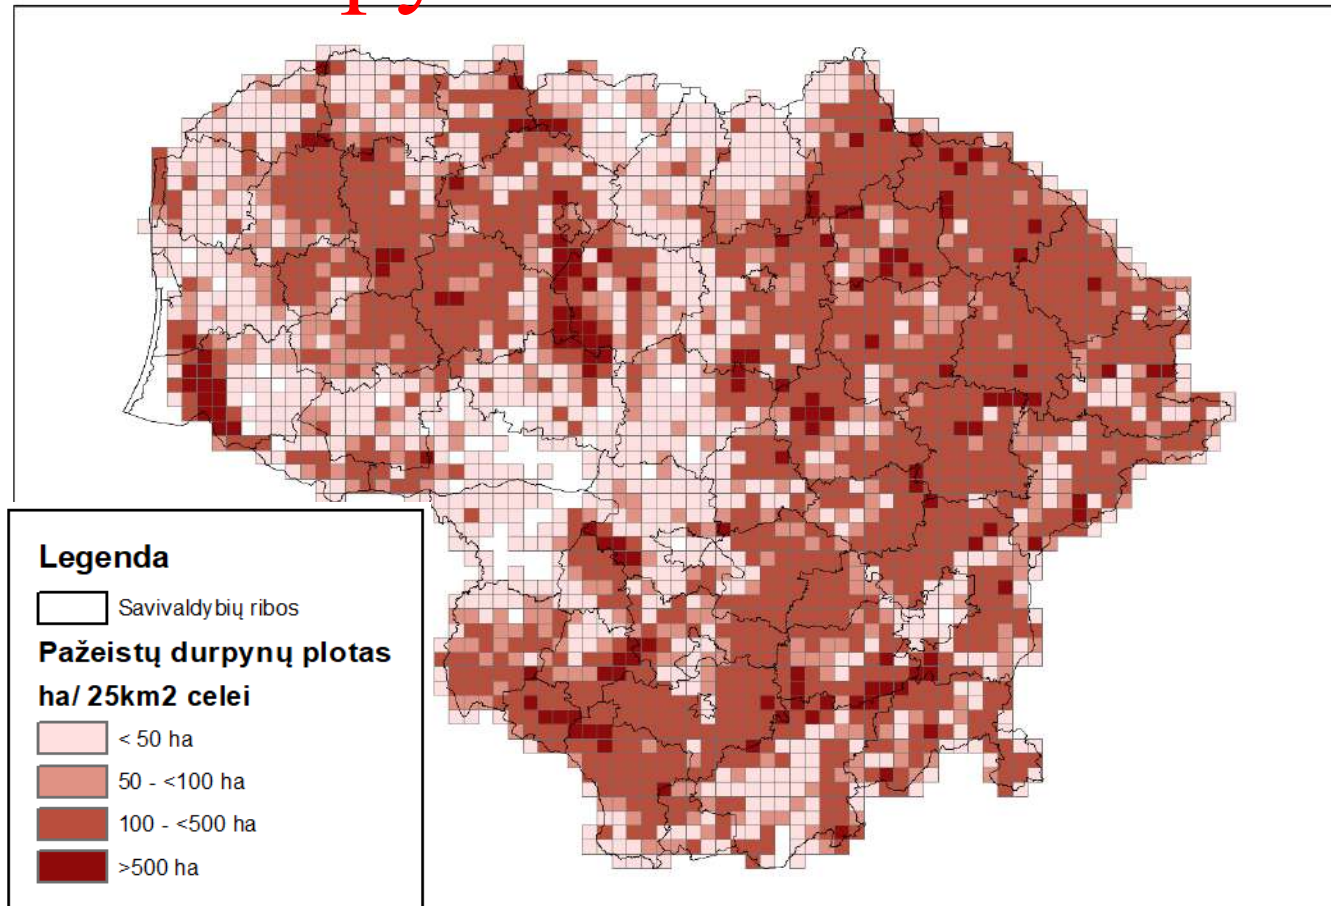 Legenda
Savivaldybių ribos
Pažeistų durpynų plotas
ha/ 25km2 celei
< 50 ha
50 - <100 ha
100 - <500 ha
>500 ha